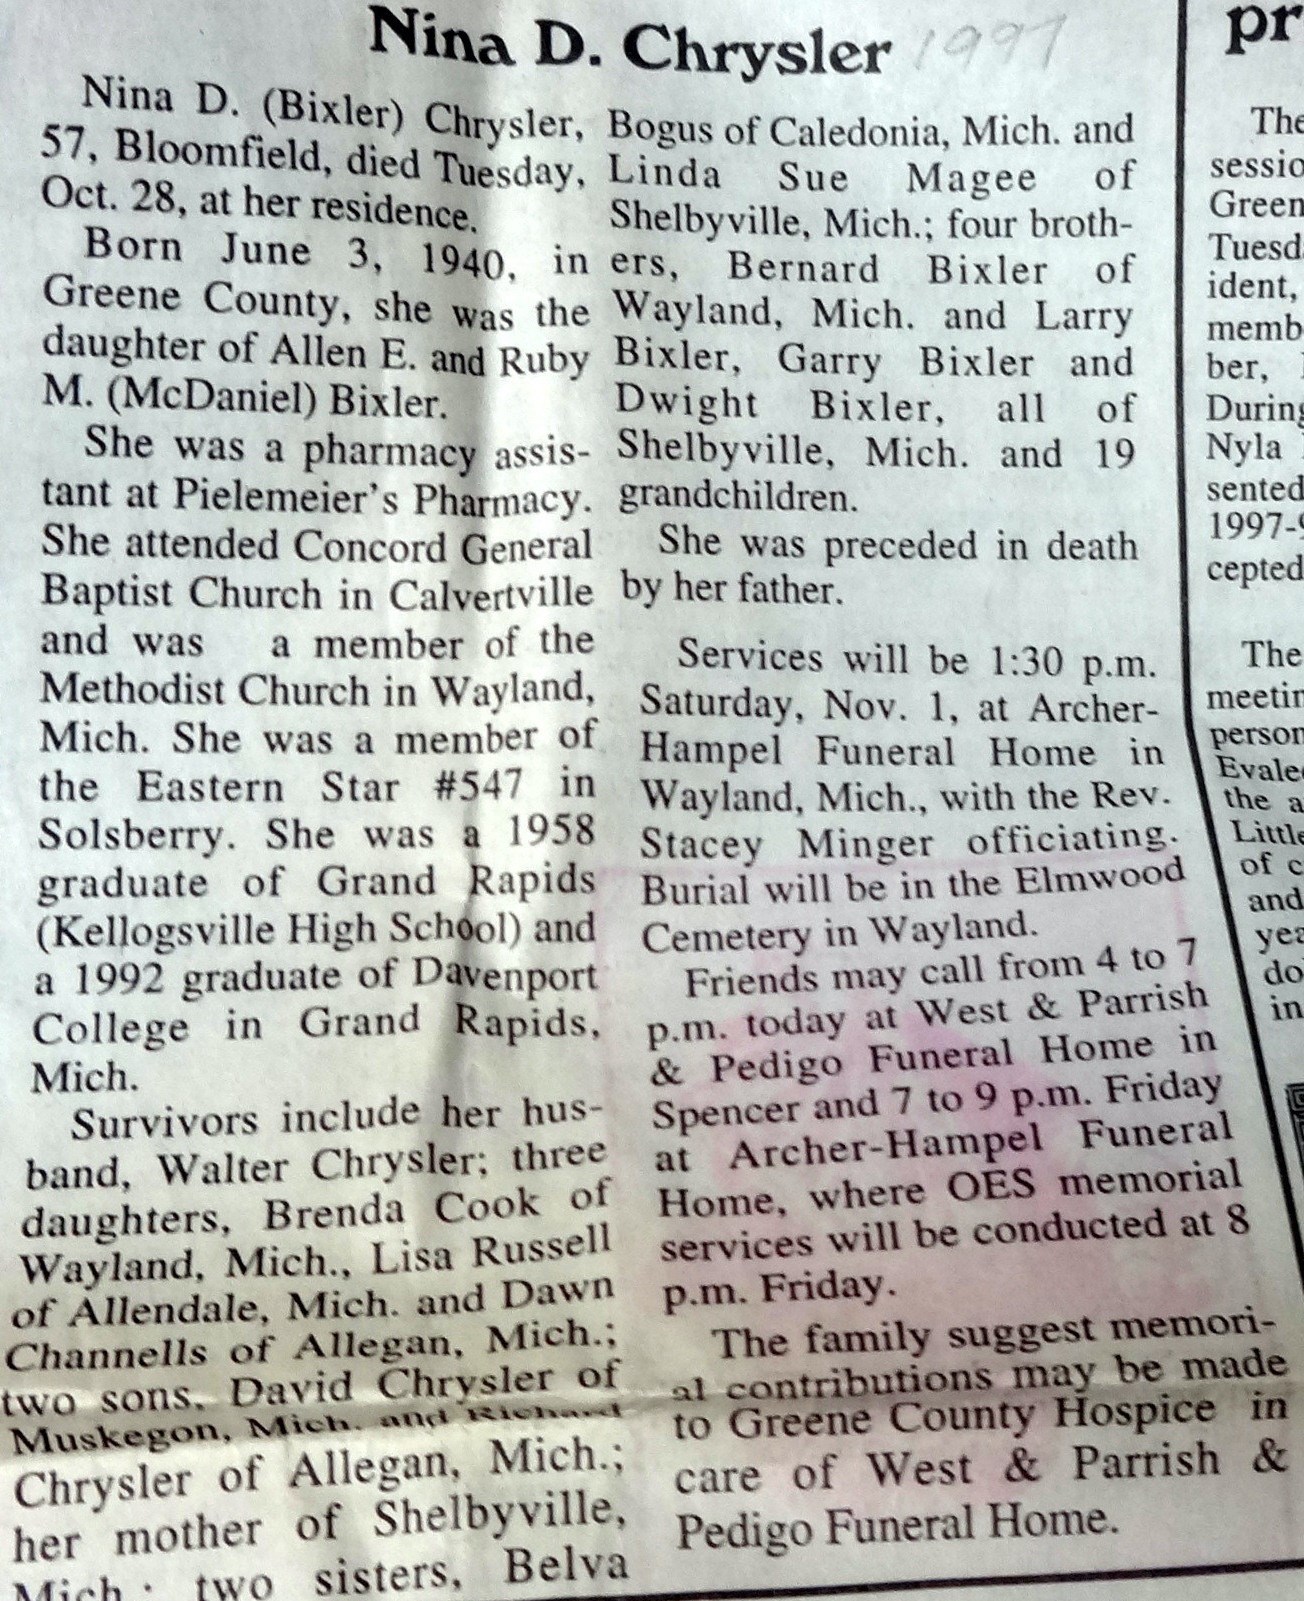 Nina D. Chrysler 1997
Nina D. (Bixler) Chrysler,
57, Bloomfield, died Tuesday,
Oct. 28, at her residence.
Born June 3, 1940, in
Greene County, she was the
daughter of Allen E. and Ruby
M. (McDaniel) Bixler.
She was a pharmacy assis-
tant at Pielemeier's Pharmacy.
She attended Concord General
Baptist Church in Calvertville
and was a member of the
Methodist Church in Wayland,
Mich. She was a member of
the Eastern Star #547 in
Solsberry. She was a 1958
graduate of Grand Rapids
(Kellogsville High School) and
a 1992 graduate of Davenport
College in Grand Rapids,
Mich.
Survivors include her hus-
band, Walter Chrysler; three
daughters, Brenda Cook of
Wayland, Mich., Lisa Russell
of Allendale, Mich. and Dawn
Channells of Allegan, Mich.;
two sons, David Chrysler of
Muskegon, Mich. and Richard
Chrysler of Allegan, Mich.;
her mother of Shelbyville,
Mich.; two sisters, Belva
Bogus of Caledonia, Mich. and
Linda Sue Magee of
Shelbyville, Mich.; four broth-
ers, Bernard Bixler of
Wayland, Mich. and Larry
Bixler, Garry Bixler and
Dwight Bixler, all of
Shelbyville, Mich. and 19
grandchildren.
She was preceded in death
by her father.
Services will be 1:30 p.m.
Saturday, Nov. 1, at Archer-
Hampel Funeral Home in
Wayland, Mich., with the Rev.
Stacey Minger officiating.
Burial will be in the Elmwood
Cemetery in Wayland.
Friends may call from 4 to 7
p.m. today at West & Parrish
& Pedigo Funeral Home in
Spencer and 7 to 9 p.m. Friday
at Archer-Hampel Funeral
Home, where OES memorial
services will be conducted at 8
p.m. Friday.
The family suggest memori-
al contributions may be made
to Greene County Hospice in
care of West & Parrish &
Pedigo Funeral Home.
pr
The
sessio
Green
Tuesd
ident,
memb
ber,
During
Nyla
sented
1997-9
cepted
The
meetin
person
Evalee
the a
Little
of c
and
yea
do
in